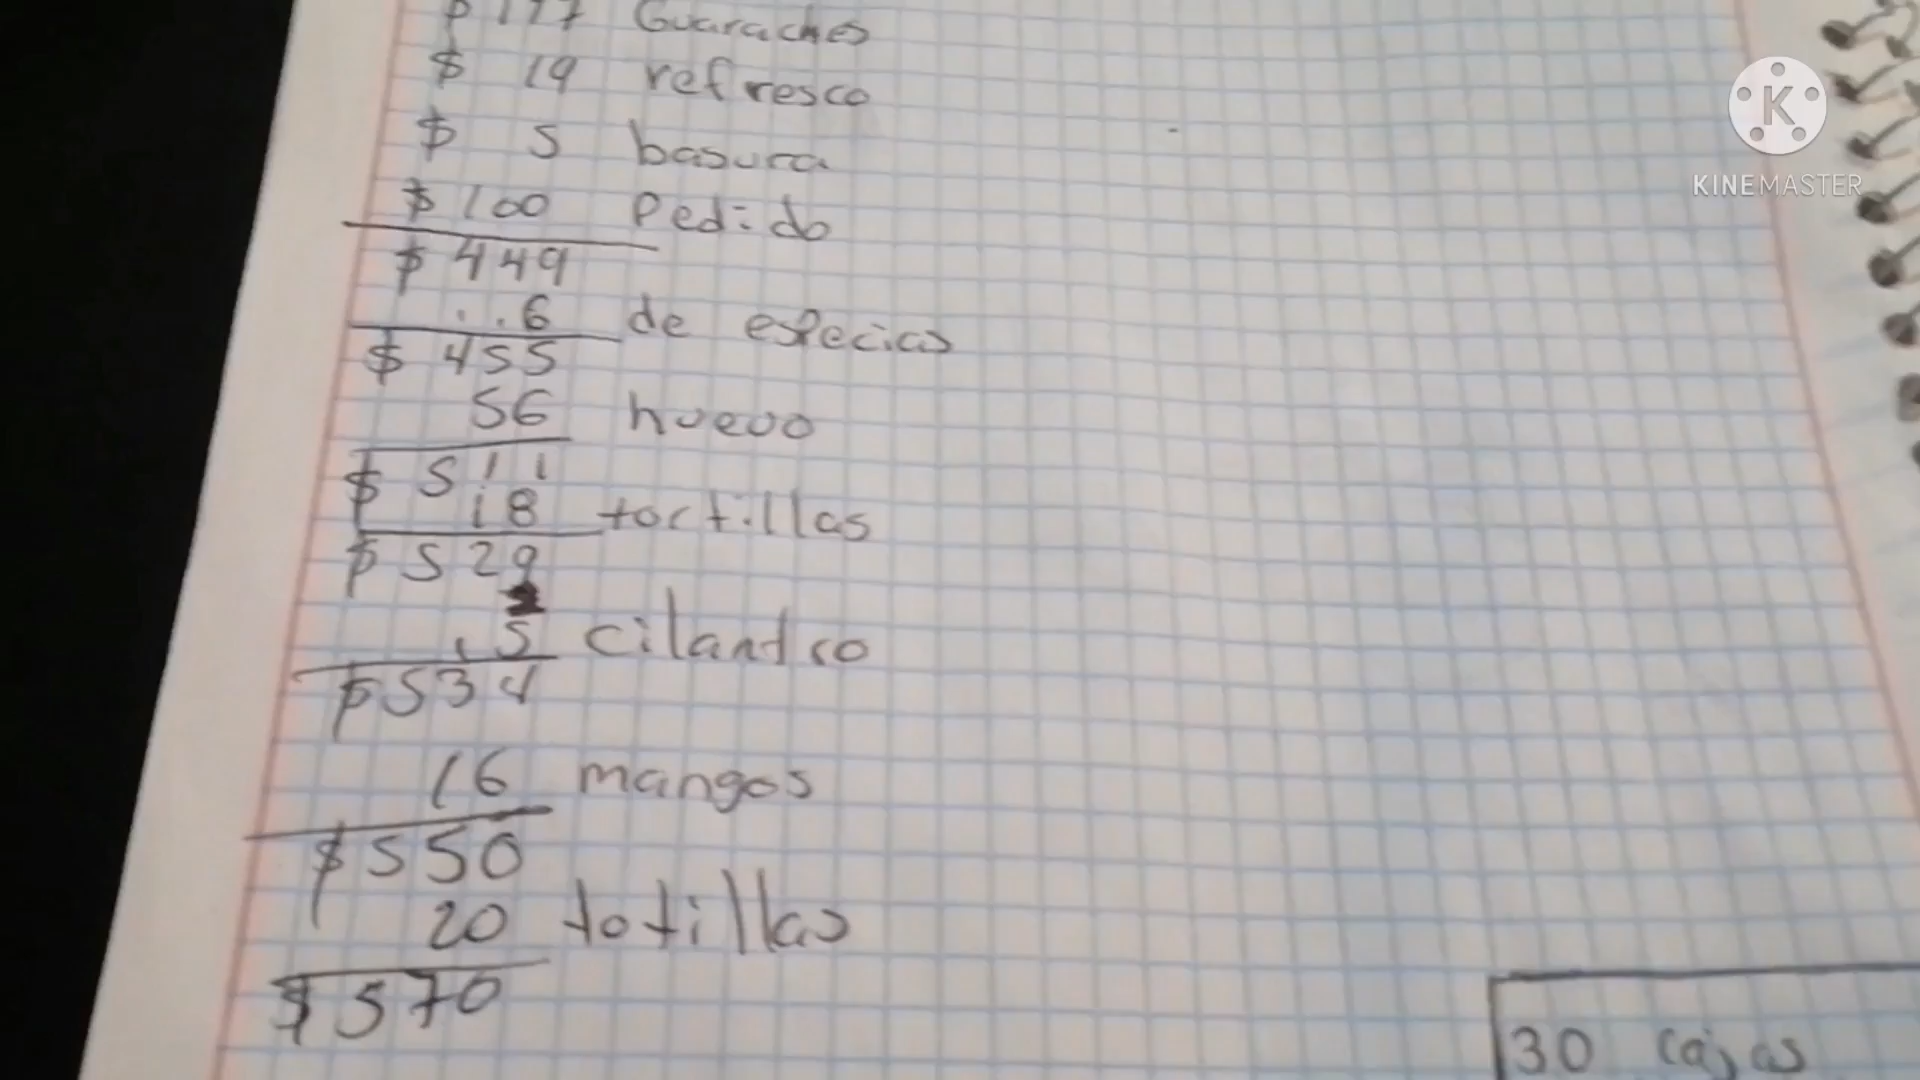 Guaraches
$ 19 refresco
$ 5 basura
$ 100 Pedido
$ 449
..6 de especias
$ 455
56 huevo
$ 511
18 tortillas
$ 529
.5 cilantro
$ 534
16 mangos
$ 550
20 totillas
$ 570
30 cajas
K
KINEMASTER